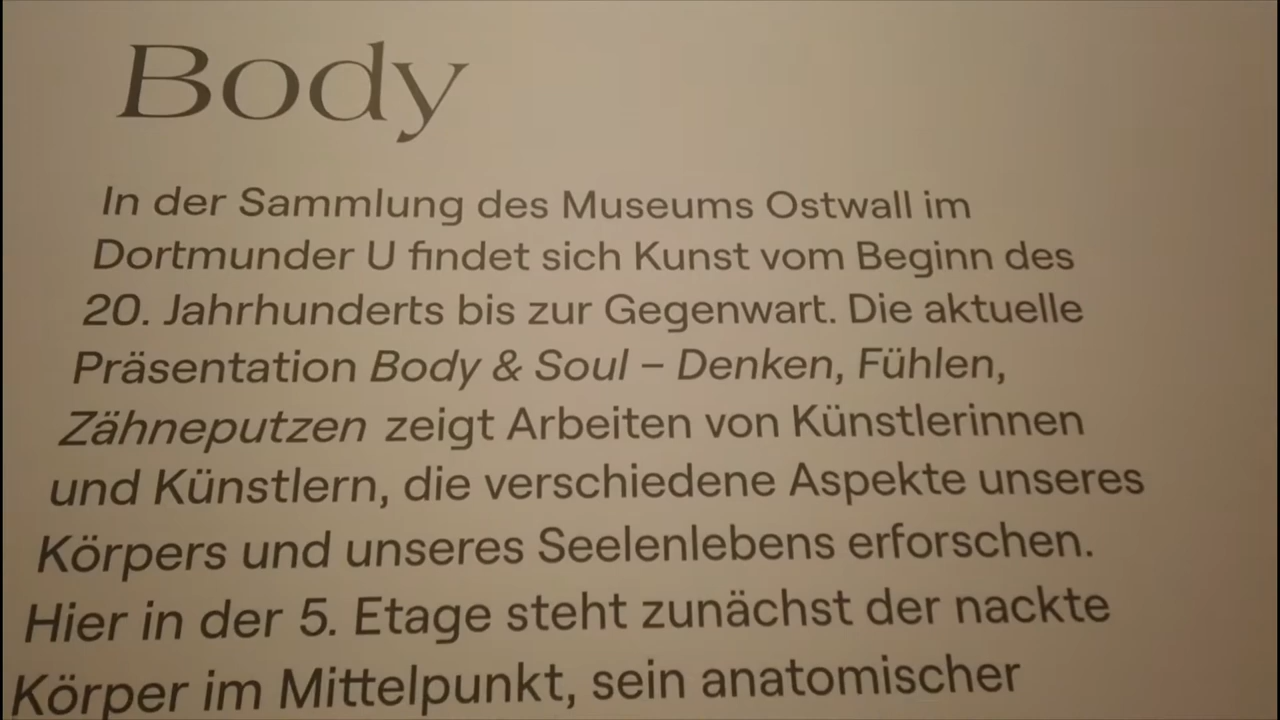 Body
In der Sammlung des Museums Ostwall im
Dortmunder U findet sich Kunst vom Beginn des
20. Jahrhunderts bis zur Gegenwart. Die aktuelle
Präsentation Body & Soul – Denken, Fühlen,
Zähneputzen zeigt Arbeiten von Künstlerinnen
und Künstlern, die verschiedene Aspekte unseres
Körpers und unseres Seelenlebens erforschen.
Hier in der 5. Etage steht zunächst der nackte
Körper im Mittelpunkt, sein anatomischer